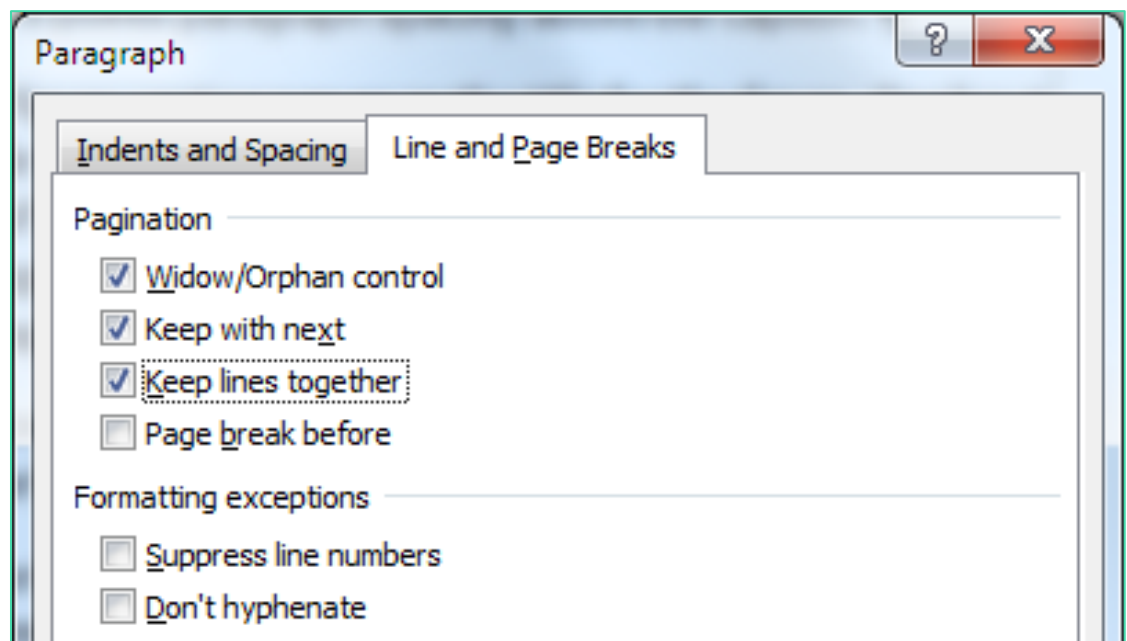 Paragraph
?
Indents and Spacing
Line and Page Breaks
Pagination
Widow/Orphan control
Keep with next
Keep lines together
Page break before
Formatting exceptions
Suppress line numbers
Don't hyphenate